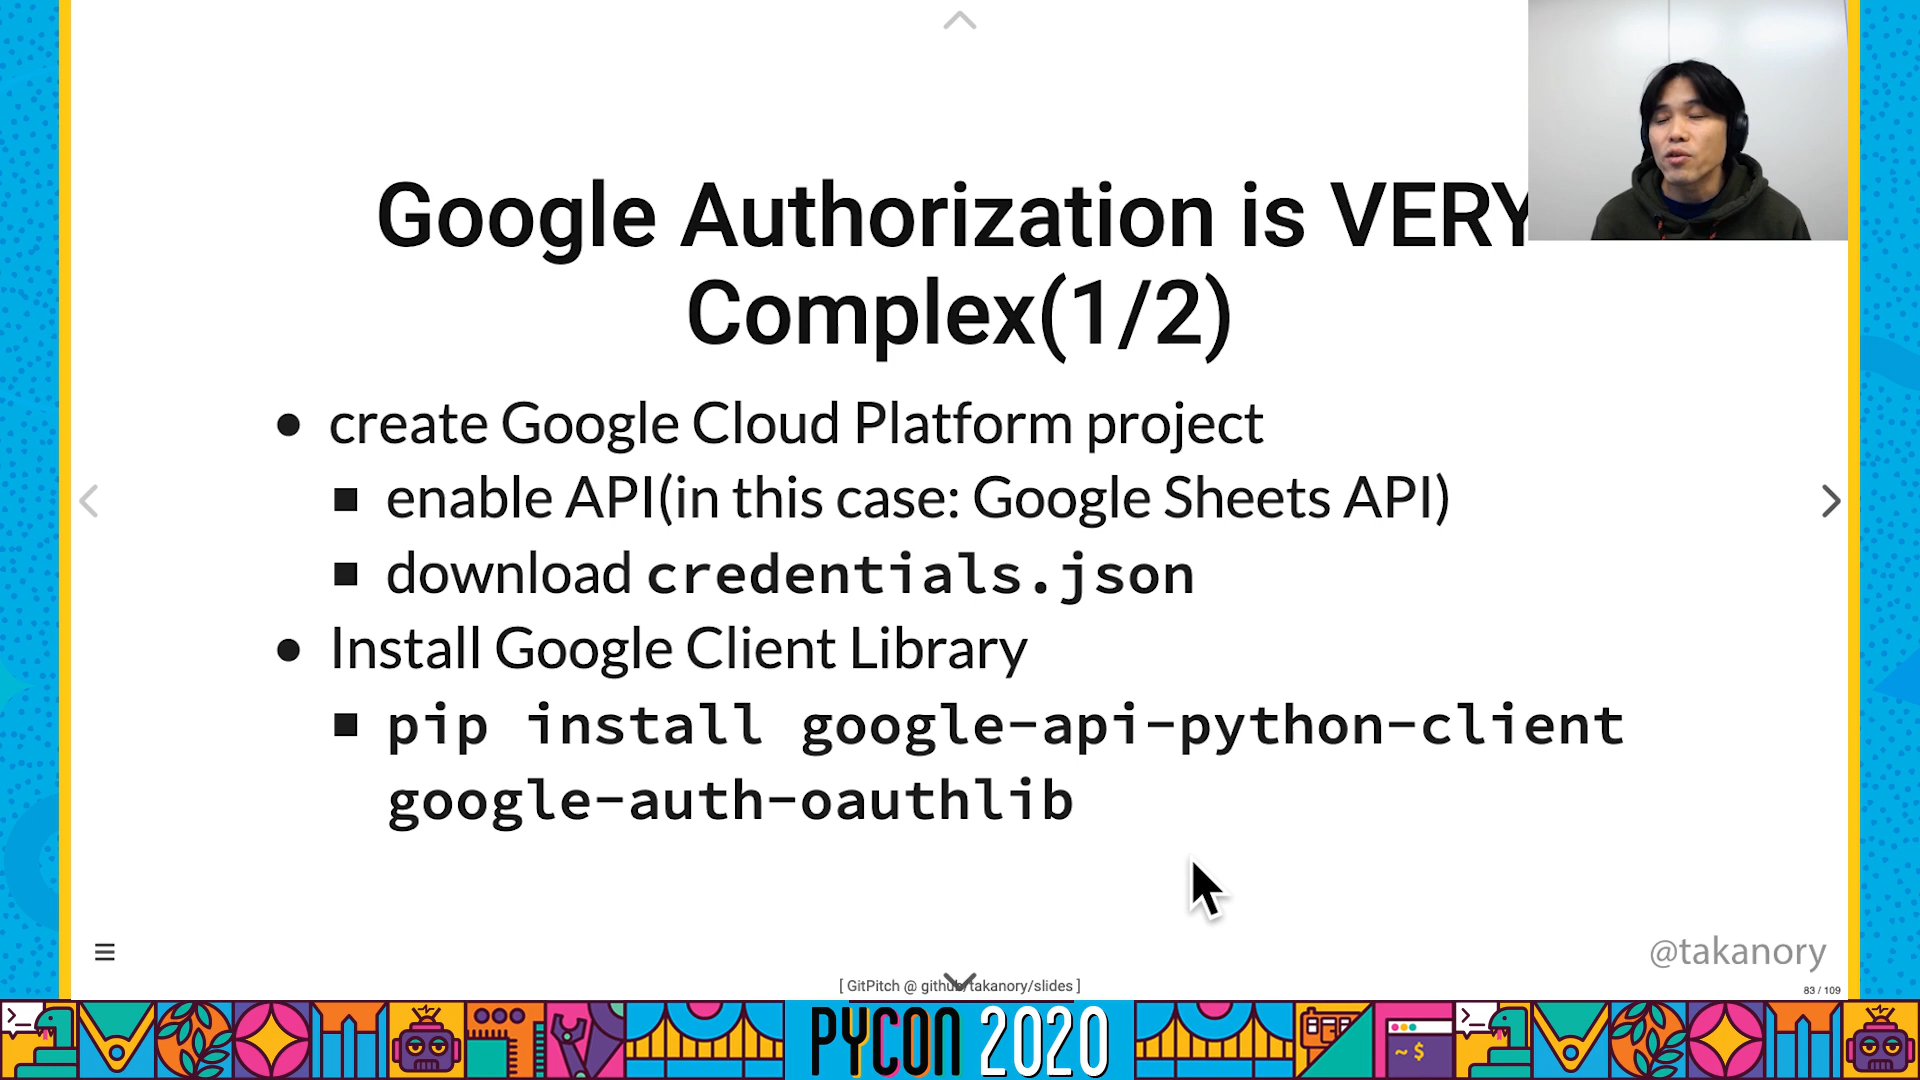 Google Authorization is VERY
Complex(1/2)
create Google Cloud Platform project
enable API(in this case: Google Sheets API)
download credentials.json
Install Google Client Library
pip install google-api-python-client
google-auth-oauthlib
@takanory
[ GitPitch @ github/takanory/slides ]
83 / 109
PYCON 2020
~ $